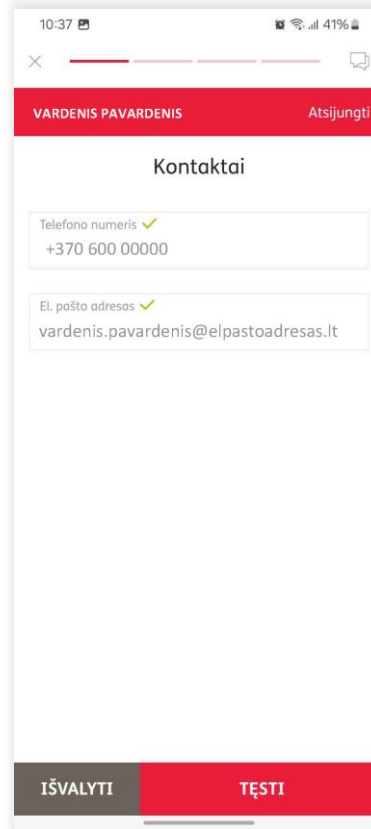 10:37 41%
VARDENIS PAVARDENIS Atsijungti
Kontaktai
Telefono numeris
+370 600 00000
El. pašto adresas
vardenis.pavardenis@elpastoadresas.lt
IŠVALYTI TĘSTI